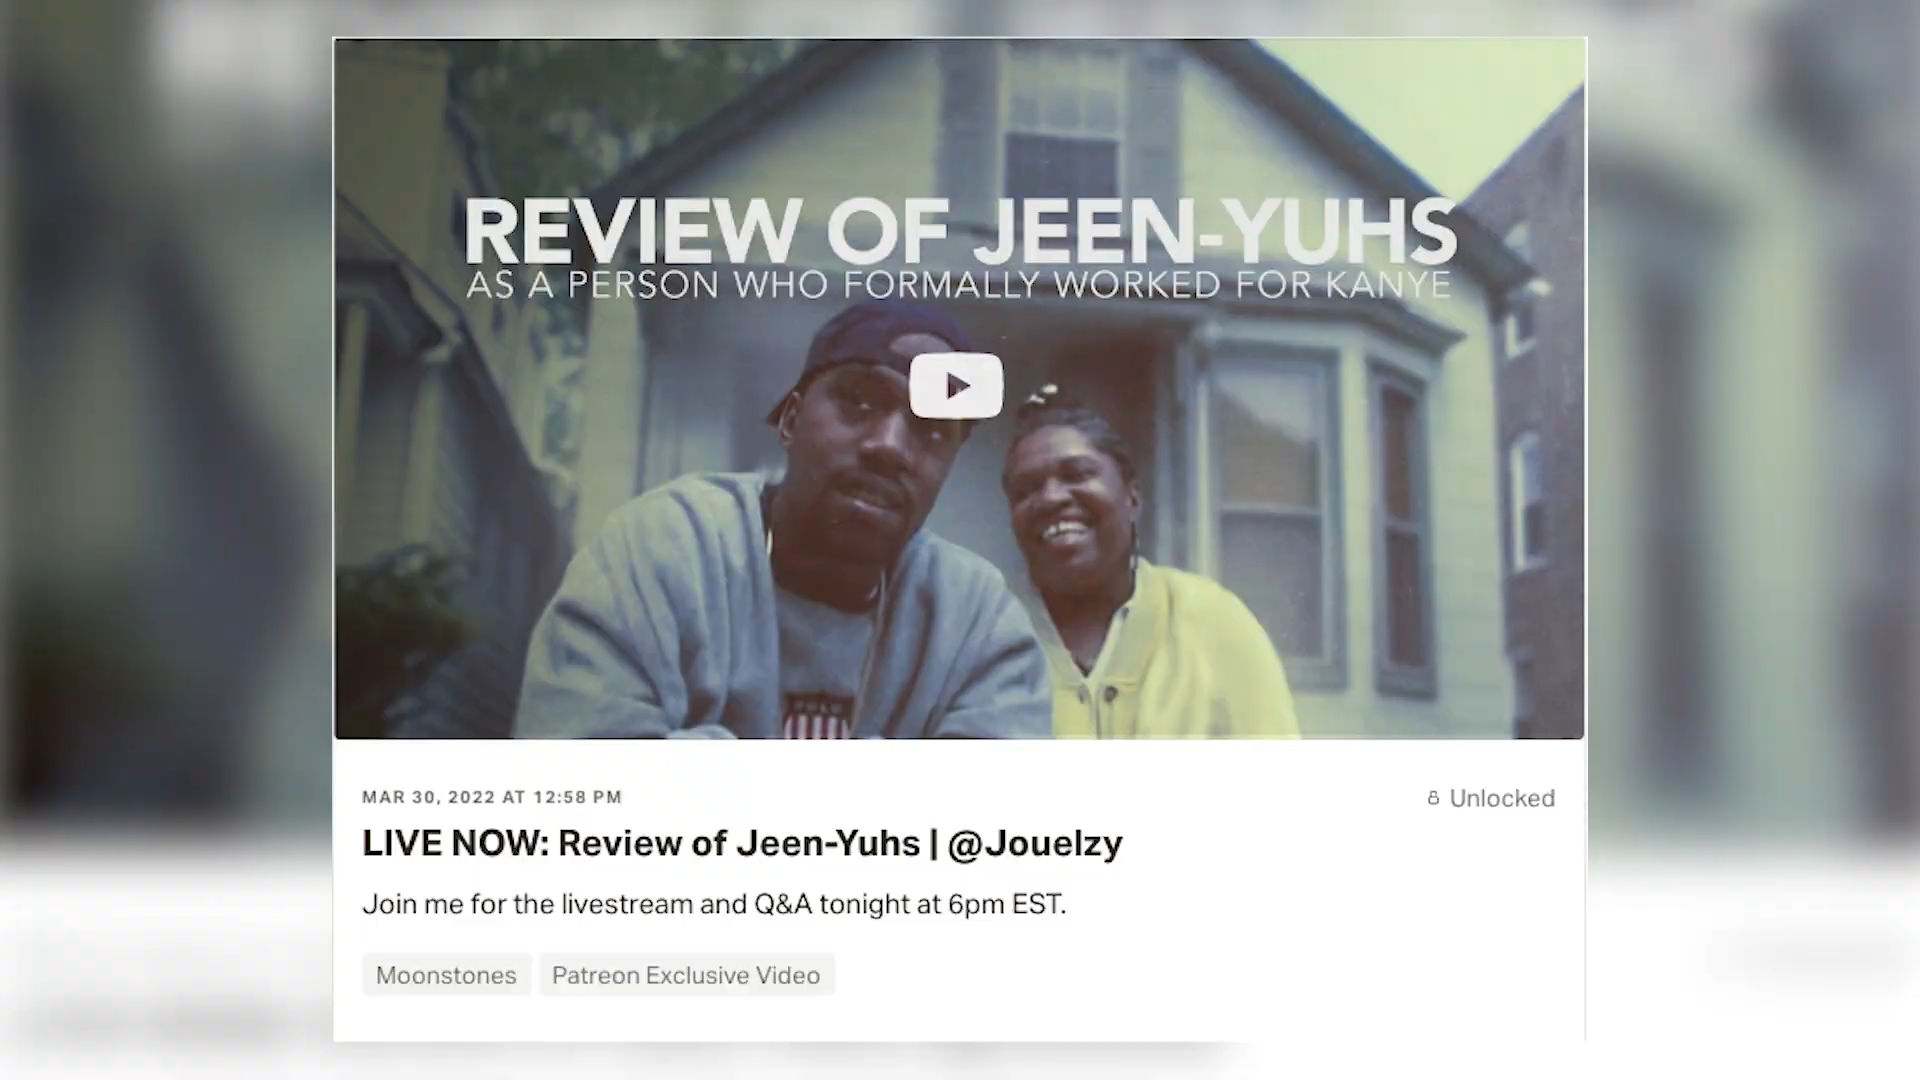 REVIEW OF JEEN-YUHS
AS A PERSON WHO FORMALLY WORKED FOR KANYE
POLO
MAR 30, 2022 AT 12:58 PM
Unlocked
LIVE NOW: Review of Jeen-Yuhs | @Jouelzy
Join me for the livestream and Q&A tonight at 6pm EST.
Moonstones
Patreon Exclusive Video